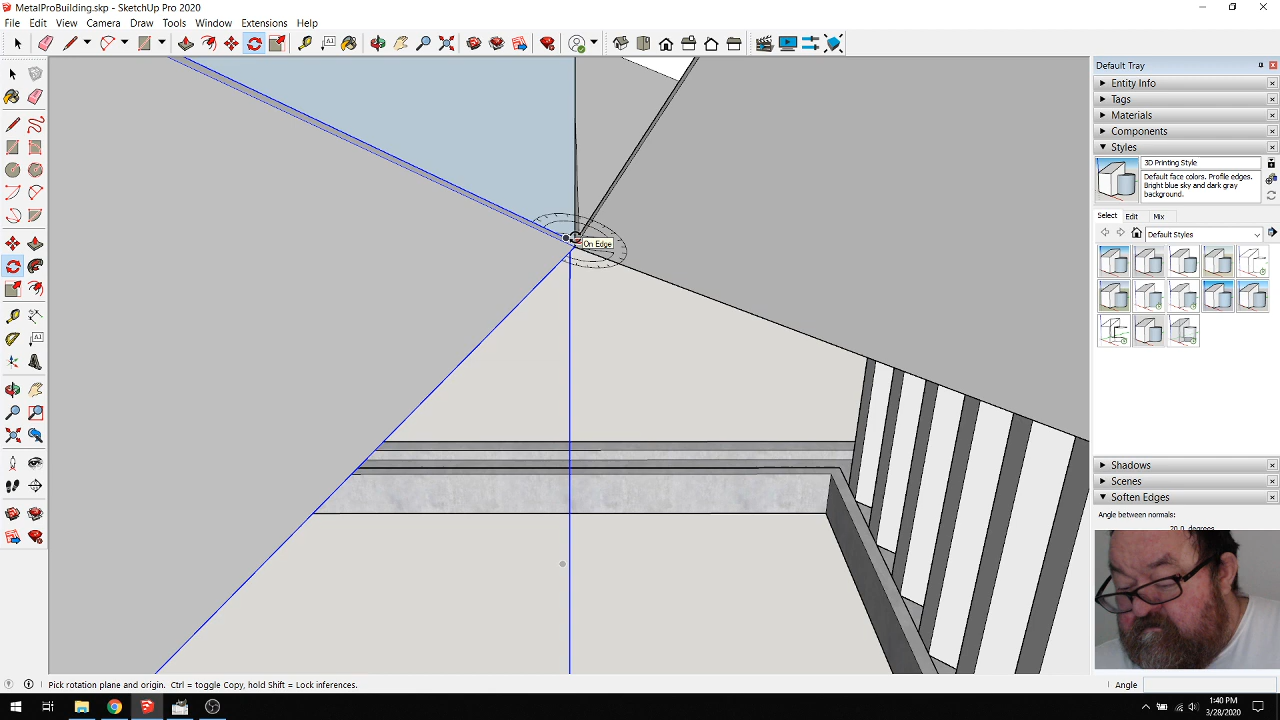 MetalProBuilding.skp - SketchUp Pro 2020
File Edit View Camera Draw Tools Window Extensions Help
Default Tray
Entity Info
Tags
Materials
Components
Styles
3D Printing Style
Default face colors. Profile edges.
Bright blue sky and dark gray
background.
Select Edit Mix
Default Styles
On Edge
Shadows
Scenes
Soften Edges
Angle between normals:
20.0 degrees
Pick rotation plane and origin. Ctrl = toggle Copy, hold Shift = Lock inferences.
Angle
1:40 PM
3/28/2020